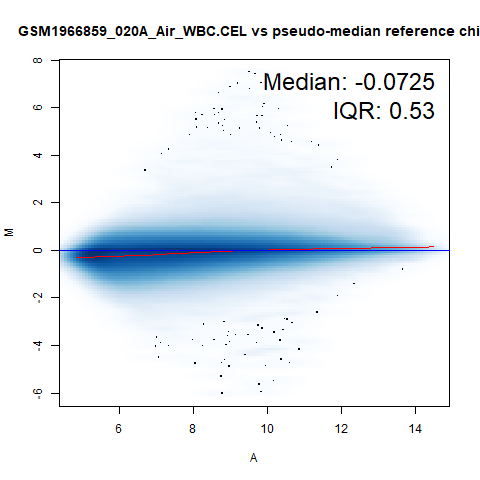 GSM1966859_020A_Air_WBC.CEL vs pseudo-median reference chi
Median: -0.0725
IQR: 0.53
8
6
4
2
0
-2
-4
-6
M
6 8 10 12 14
A